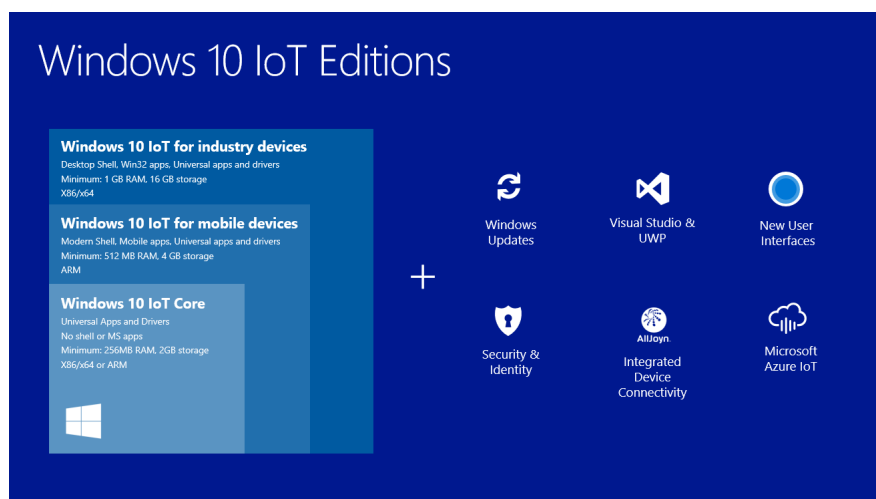 Windows 10 IoT Editions
Windows 10 IoT for industry devices
Desktop Shell, Win32 apps, Universal apps and drivers
Minimum: 1 GB RAM, 16 GB storage
X86/x64
Windows 10 IoT for mobile devices
Modern Shell, Mobile apps, Universal apps and drivers
Minimum: 512 MB RAM, 4 GB storage
ARM
Windows 10 IoT Core
Universal Apps and Drivers
No shell or MS apps
Minimum: 256MB RAM, 2GB storage
X86/x64 or ARM
+
Windows
Updates
Visual Studio &
UWP
New User
Interfaces
Security &
Identity
AllJoyn.
Integrated
Device
Connectivity
Microsoft
Azure IoT